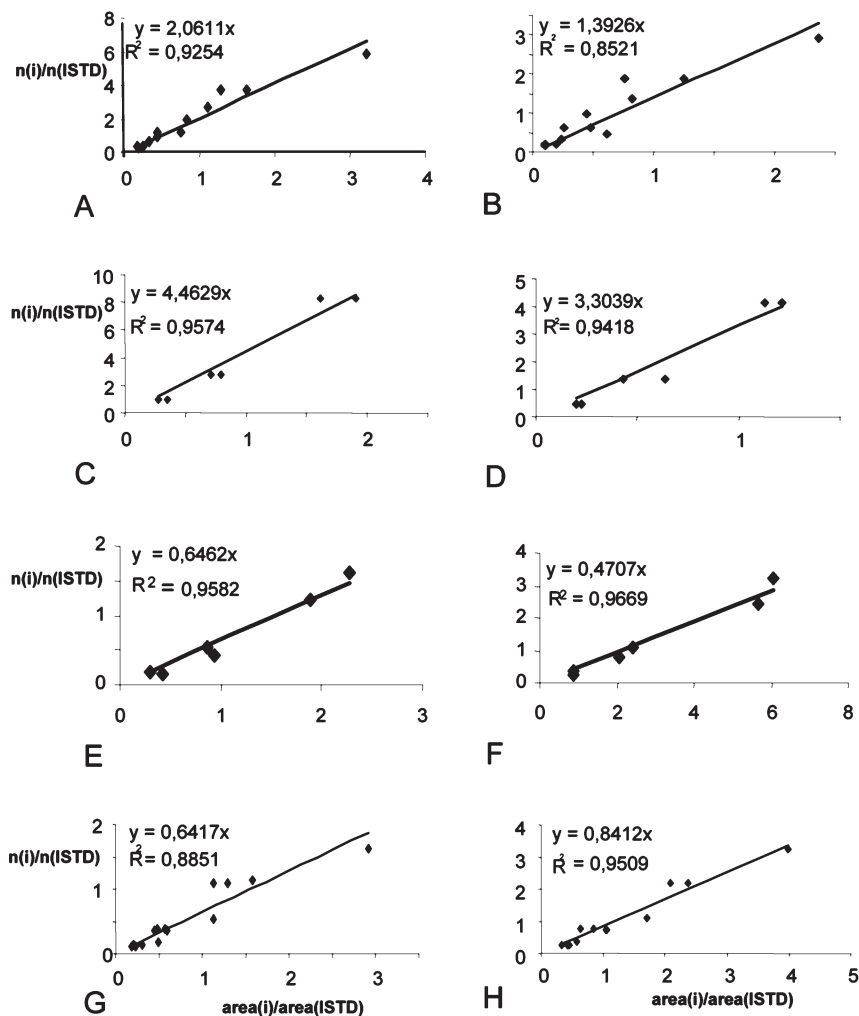 8
6
4
2
0
n(i)/n(ISTD)
y = 2,0611x
R² = 0,9254
0 1 2 3 4
A
3
2
1
0
y = 1,3926x
R² = 0,8521
0 1 2
B
10
8
6
4
2
0
n(i)/n(ISTD)
y = 4,4629x
R² = 0,9574
0 1 2
C
5
4
3
2
1
0
y = 3,3039x
R² = 0,9418
0 1
D
2
1
0
n(i)/n(ISTD)
y = 0,6462x
R² = 0,9582
0 1 2 3
E
4
3
2
1
0
y = 0,4707x
R² = 0,9669
0 2 4 6 8
F
2
1
0
n(i)/n(ISTD)
y = 0,6417x
R² = 0,8851
0 1 2 3
G
area(i)/area(ISTD)
4
3
2
1
0
y = 0,8412x
R² = 0,9509
0 1 2 3 4 5
H
area(i)/area(ISTD)